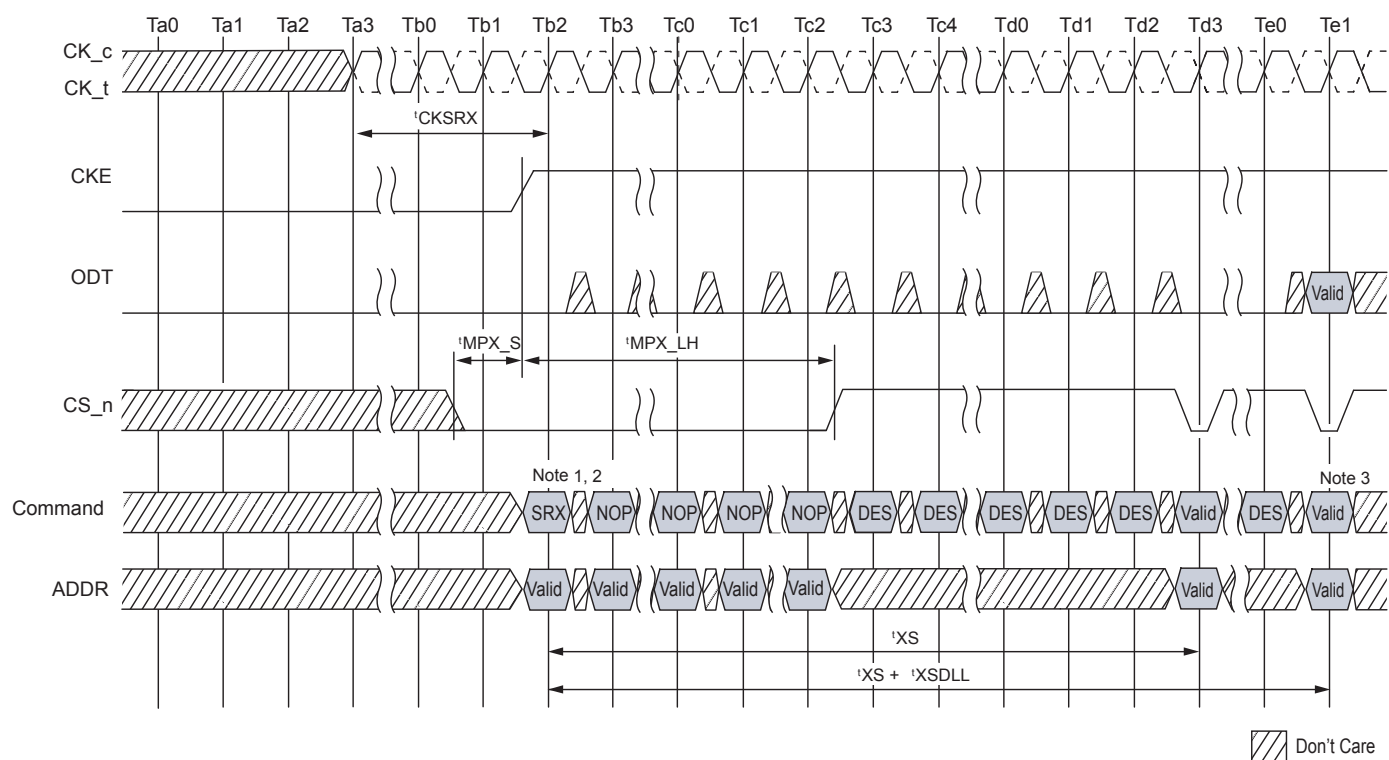 Ta0 Ta1 Ta2 Ta3 Tb0 Tb1 Tb2 Tb3 Tc0 Tc1 Tc2 Tc3 Tc4 Td0 Td1 Td2 Td3 Te0 Te1
CK_c
CK_t
tCKSRX
CKE
ODT
Valid
tMPX_S tMPX_LH
CS_n
Note 1, 2 Note 3
Command SRX NOP NOP NOP NOP DES DES DES DES DES Valid DES Valid
ADDR Valid Valid Valid Valid Valid Valid Valid
tXS
tXS + tXSDLL
Don't Care